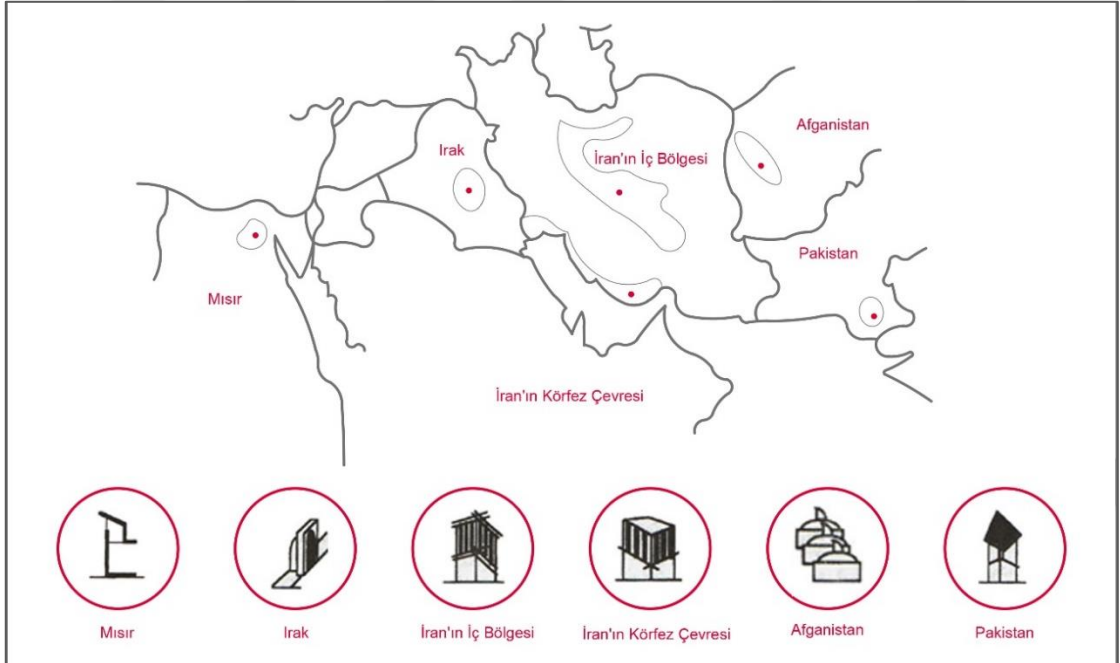 Afganistan
Irak
İran'ın İç Bölgesi
Pakistan
Mısır
İran'ın Körfez Çevresi
Mısır
Irak
İran'ın İç Bölgesi
İran'ın Körfez Çevresi
Afganistan
Pakistan